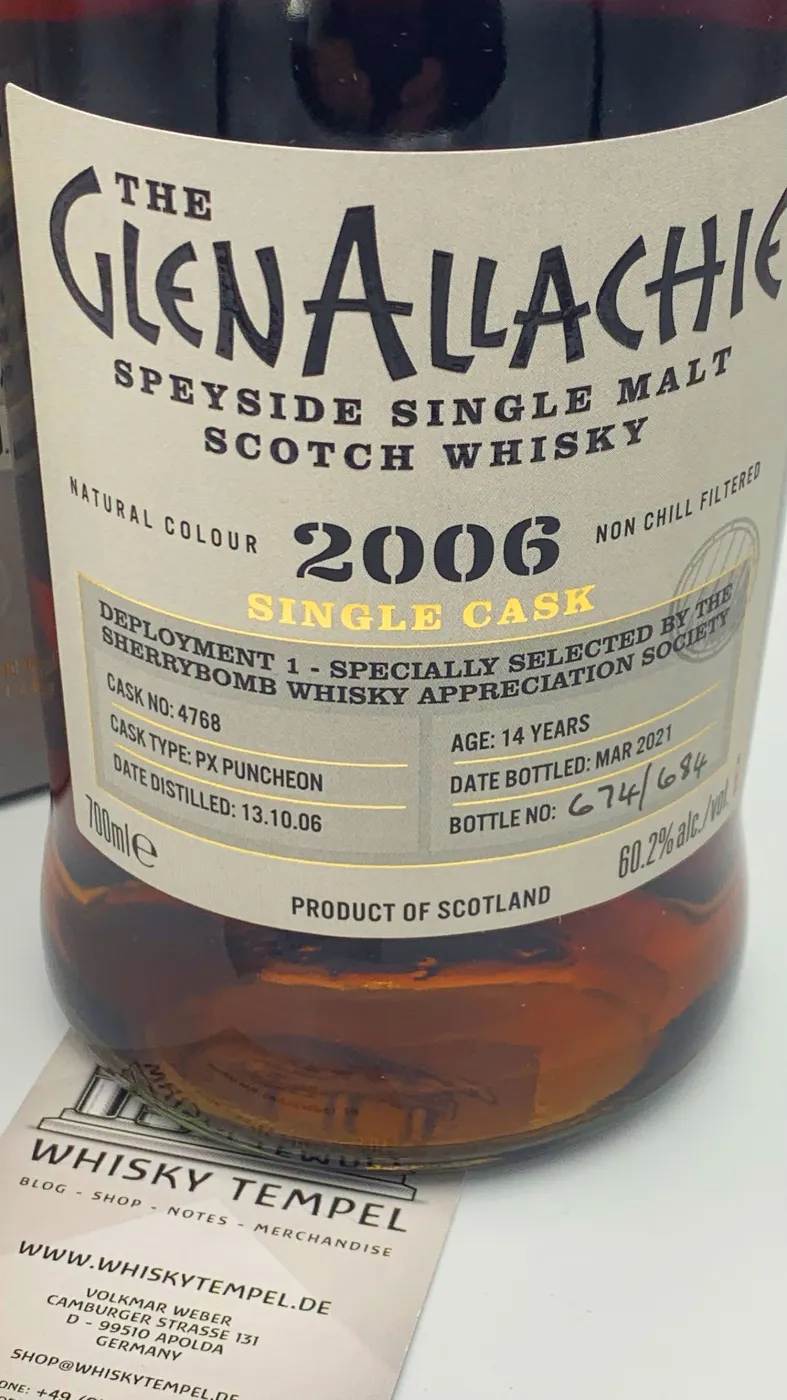 THE
GLENALLACHIE
SPEYSIDE SINGLE MALT
SCOTCH WHISKY
NATURAL COLOUR
2006
NON CHILL FILTERED
SINGLE CASK
DEPLOYMENT 1 - SPECIALLY SELECTED BY THE
SHERRYBOMB WHISKY APPRECIATION SOCIETY
CASK NO: 4768
CASK TYPE: PX PUNCHEON
DATE DISTILLED: 13.10.06
AGE: 14 YEARS
DATE BOTTLED: MAR 2021
BOTTLE NO: 674/684
700ml℮
60.2% alc./vol.
PRODUCT OF SCOTLAND
WHISKY TEMPEL
BLOG - SHOP - NOTES - MERCHANDISE
WWW.WHISKYTEMPEL.DE
VOLKMAR WEBER
CAMBURGER STRASSE 131
D - 99510 APOLDA
GERMANY
SHOP@WHISKYTEMPEL.DE
+49